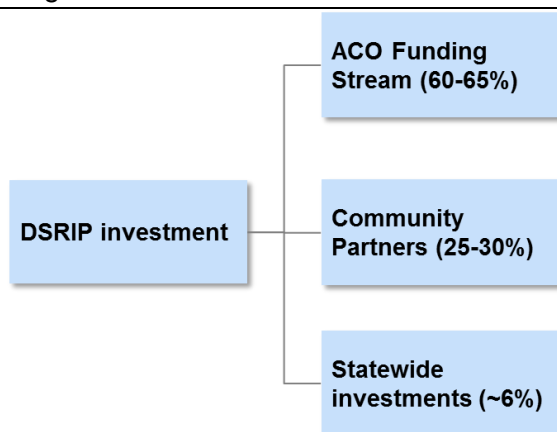 DSRIP investment
ACO Funding
Stream (60-65%)
Community
Partners (25-30%)
Statewide
investments (~6%)